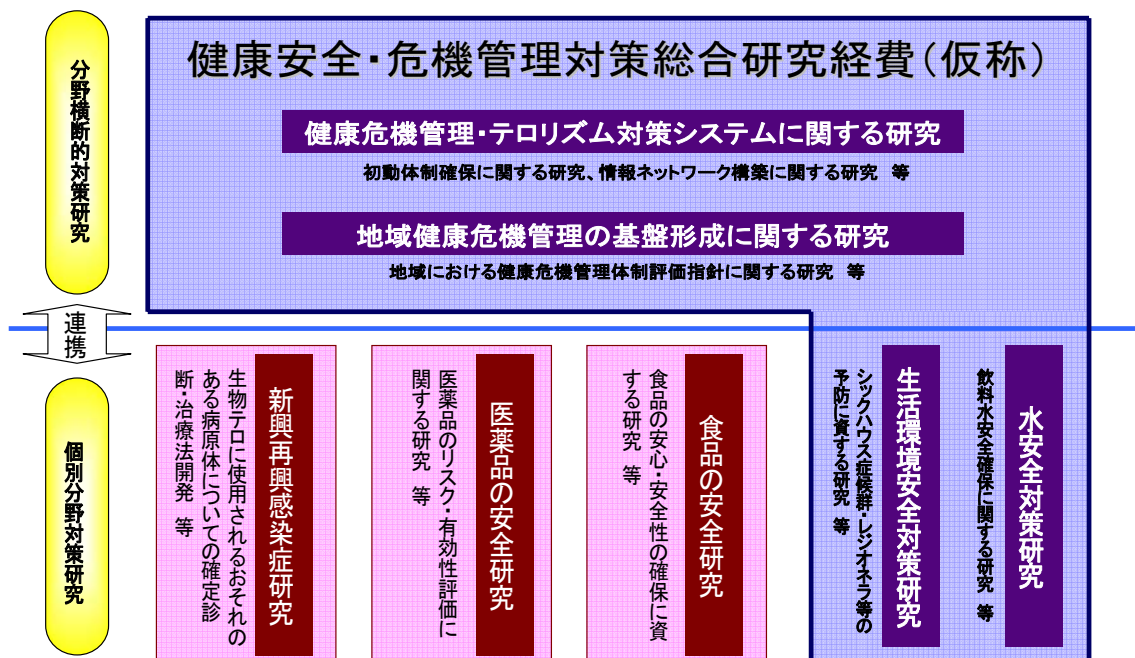 分野横断的対策研究
健康安全・危機管理対策総合研究経費(仮称)
健康危機管理・テロリズム対策システムに関する研究
初動体制確保に関する研究、情報ネットワーク構築に関する研究 等
地域健康危機管理の基盤形成に関する研究
地域における健康危機管理体制評価指針に関する研究 等
連携
個別分野対策研究
新興再興感染症研究
生物テロに使用されるおそれの
ある病原体についての確定診
断・治療法開発 等
医薬品の安全研究
医薬品のリスク・有効性評価に
関する研究 等
食品の安全研究
食品の安心・安全性の確保に資
する研究 等
生活環境安全対策研究
シックハウス症候群・レジオネラ等の
予防に資する研究 等
水安全対策研究
飲料水安全確保に関する研究 等